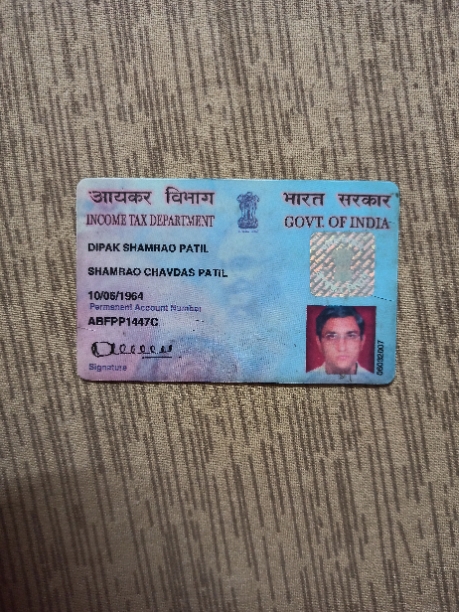 आयकर विभाग
INCOME TAX DEPARTMENT
भारत सरकार
GOVT. OF INDIA
DIPAK SHAMRAO PATIL
SHAMRAO CHAVDAS PATIL
10/06/1964
Permanent Account Number
ABFPP1447C
Signature